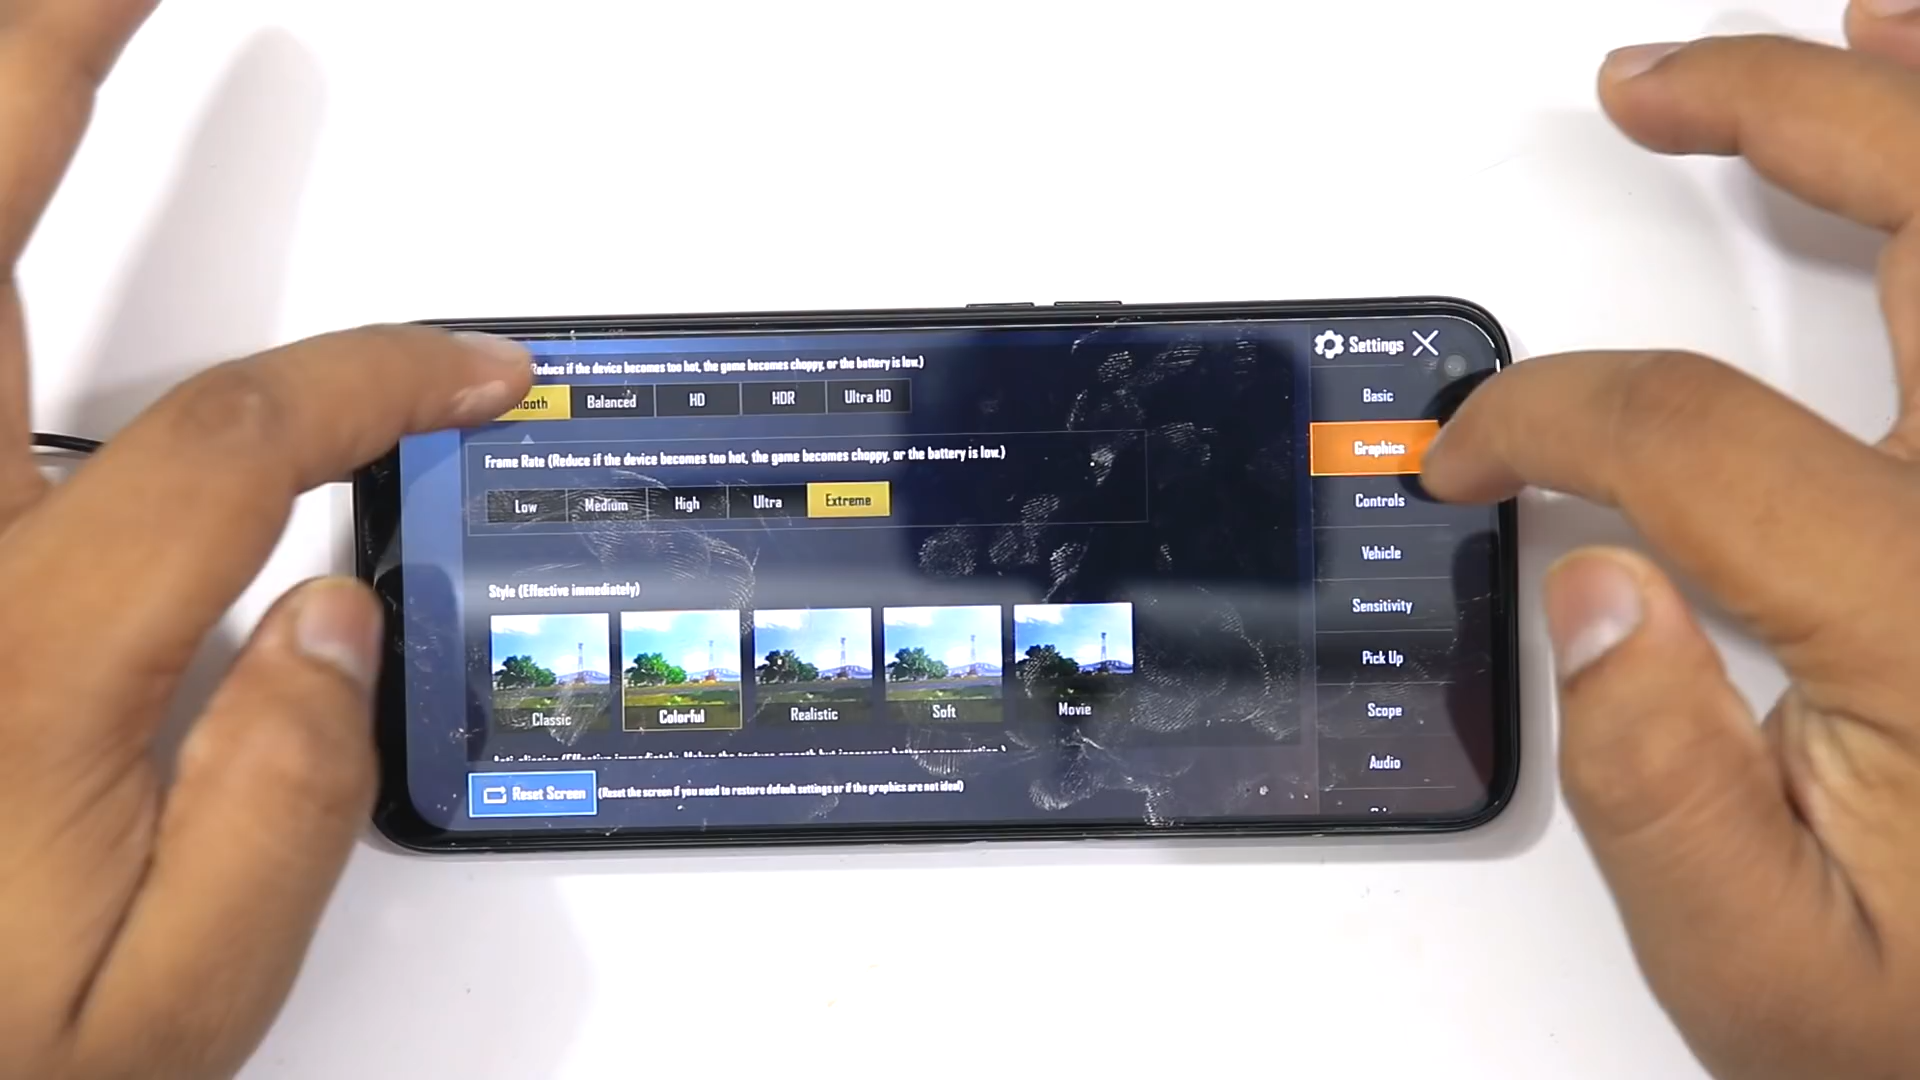 Reduce if the device becomes too hot, the game becomes choppy, or the battery is low.)
Balanced
HD
HDR
Ultra HD
Frame Rate (Reduce if the device becomes too hot, the game becomes choppy, or the battery is low.)
Low
Medium
High
Ultra
Extreme
Style (Effective immediately)
Classic
Colorful
Realistic
Soft
Movie
Reset Screen
(Reset the screen if you need to restore default settings or if the graphics are not ideal)
Settings
Basic
Graphics
Controls
Vehicle
Sensitivity
Pick Up
Scope
Audio